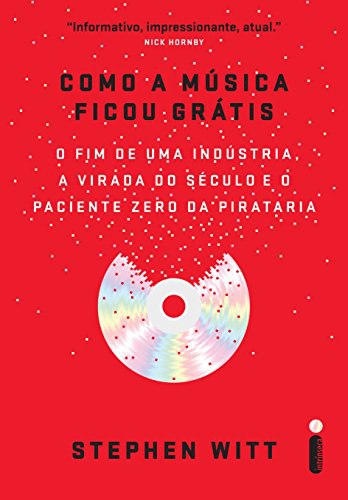 “Informativo, impressionante, atual.”
NICK HORNBY
COMO A MÚSICA
FICOU GRÁTIS
O FIM DE UMA INDÚSTRIA,
A VIRADA DO SÉCULO E O
PACIENTE ZERO DA PIRATARIA
STEPHEN WITT
intrínseca